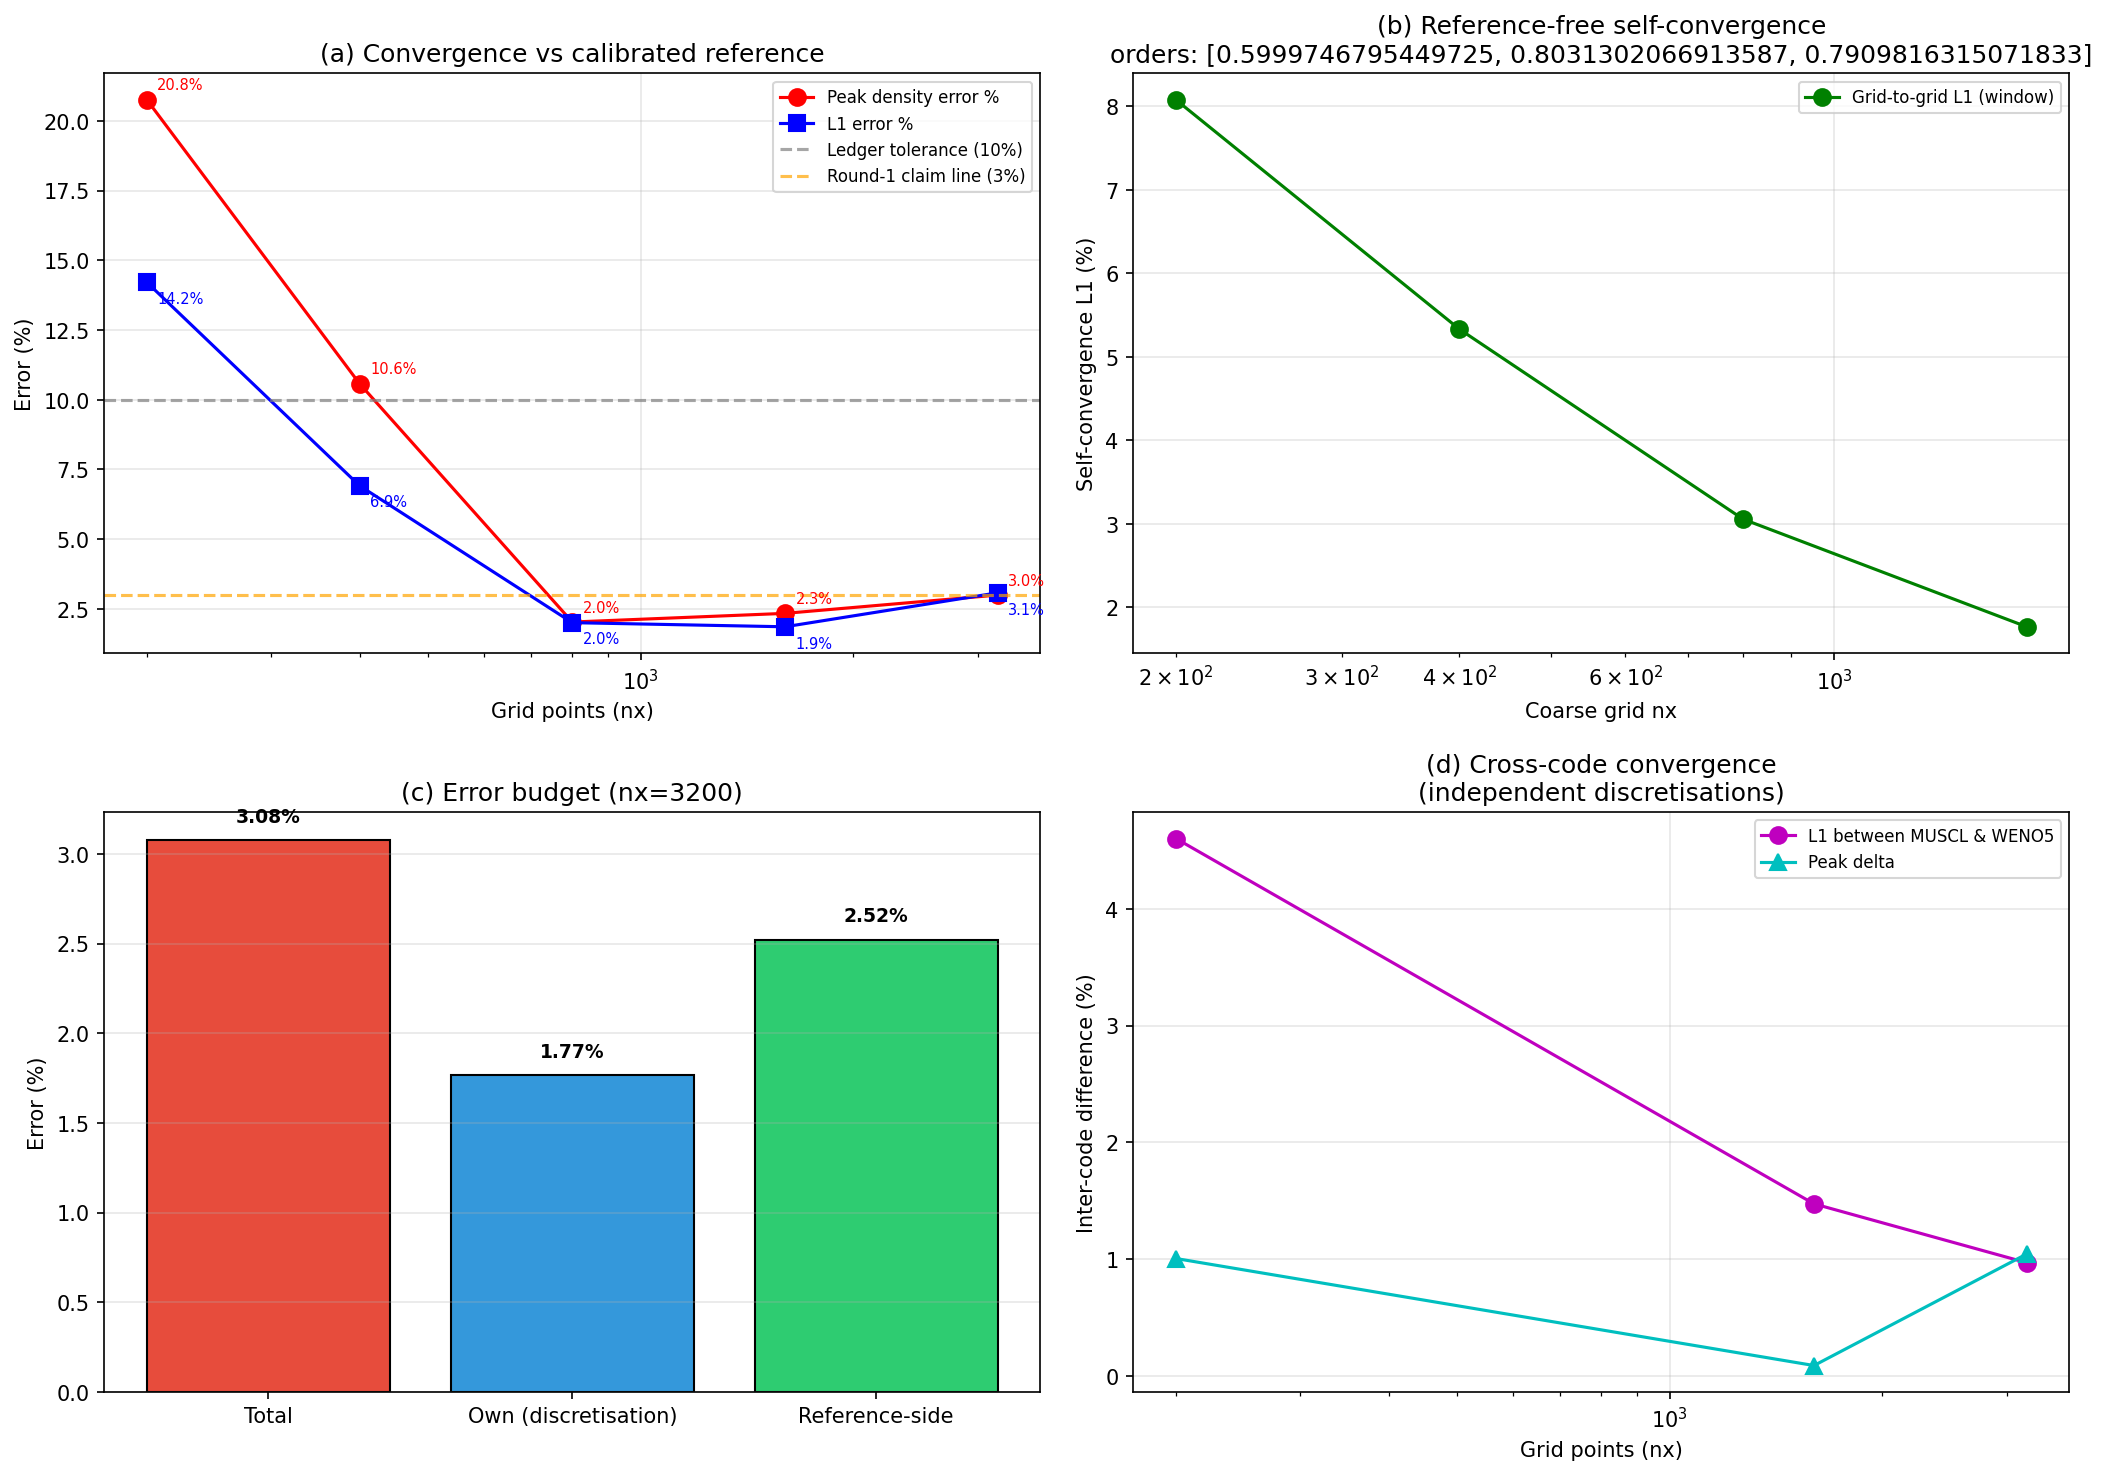 (a) Convergence vs calibrated reference
20.8%
14.2%
10.6%
6.9%
2.0%
2.0%
2.3%
1.9%
3.0%
3.1%
Peak density error %
L1 error %
Ledger tolerance (10%)
Round-1 claim line (3%)
20.0
17.5
15.0
12.5
10.0
7.5
5.0
2.5
Error (%)
10³
Grid points (nx)
(b) Reference-free self-convergence
orders: [0.5999746795449725, 0.8031302066913587, 0.7909816315071833]
Grid-to-grid L1 (window)
8
7
6
5
4
3
2
Self-convergence L1 (%)
2 × 10² 3 × 10² 4 × 10² 6 × 10² 10³
Coarse grid nx
(c) Error budget (nx=3200)
3.08%
1.77%
2.52%
3.0
2.5
2.0
1.5
1.0
0.5
0.0
Error (%)
Total Own (discretisation) Reference-side
(d) Cross-code convergence
(independent discretisations)
L1 between MUSCL & WENO5
Peak delta
4
3
2
1
0
Inter-code difference (%)
10³
Grid points (nx)